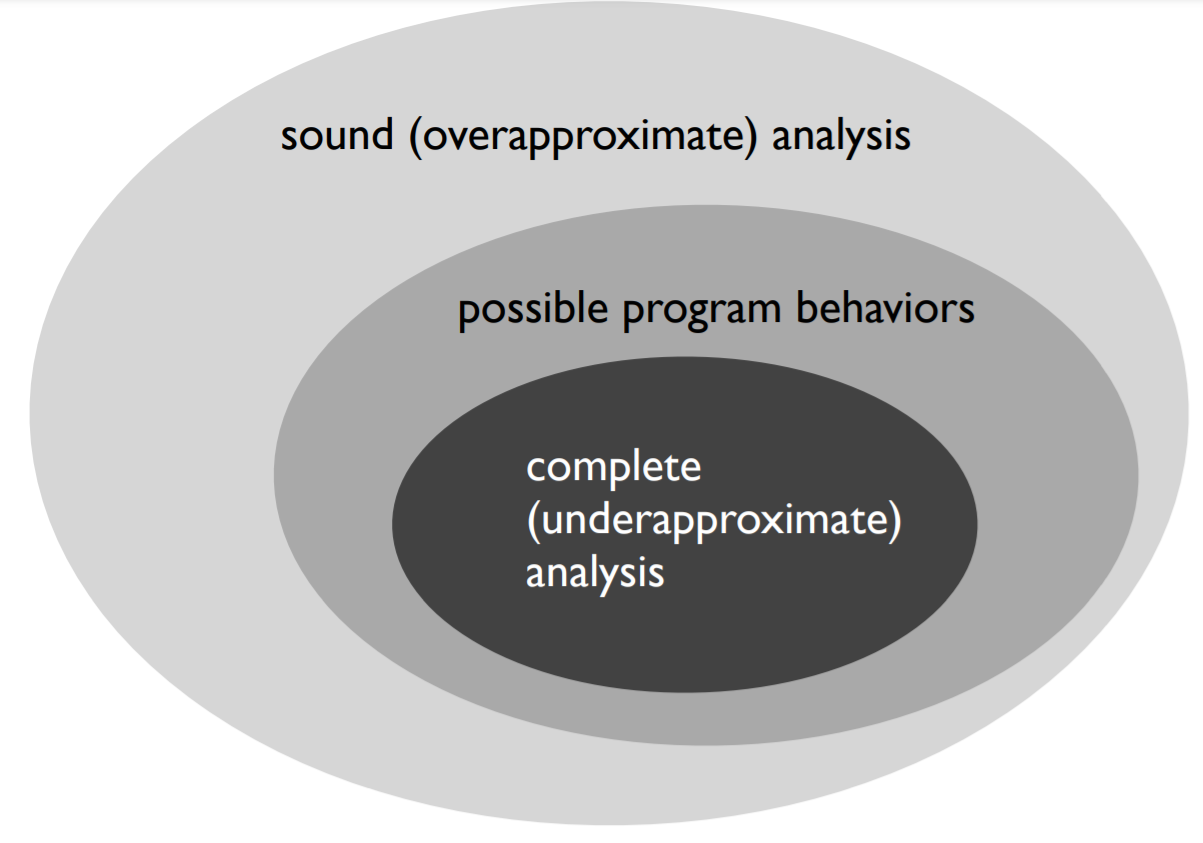 sound (overapproximate) analysis
possible program behaviors
complete
(underapproximate)
analysis